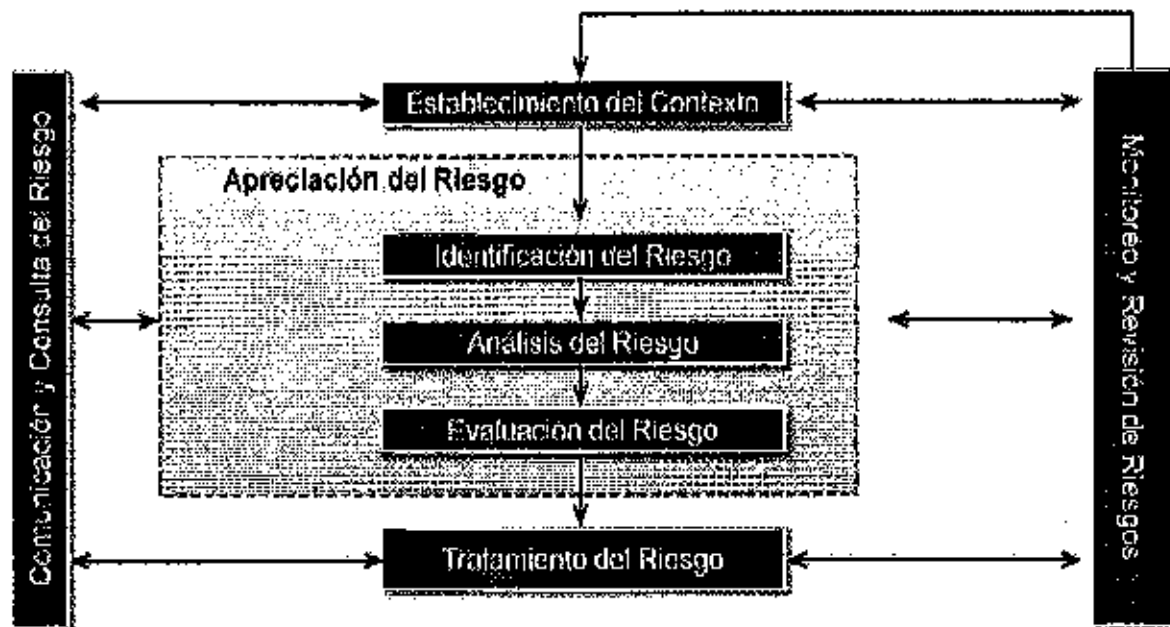 Establecimiento del Contexto
Comunicación y Consulta del Riesgo
Apreciación del Riesgo
Identificación del Riesgo
Análisis del Riesgo
Evaluación del Riesgo
Tratamiento del Riesgo
Monitoreo y Revisión de Riesgos